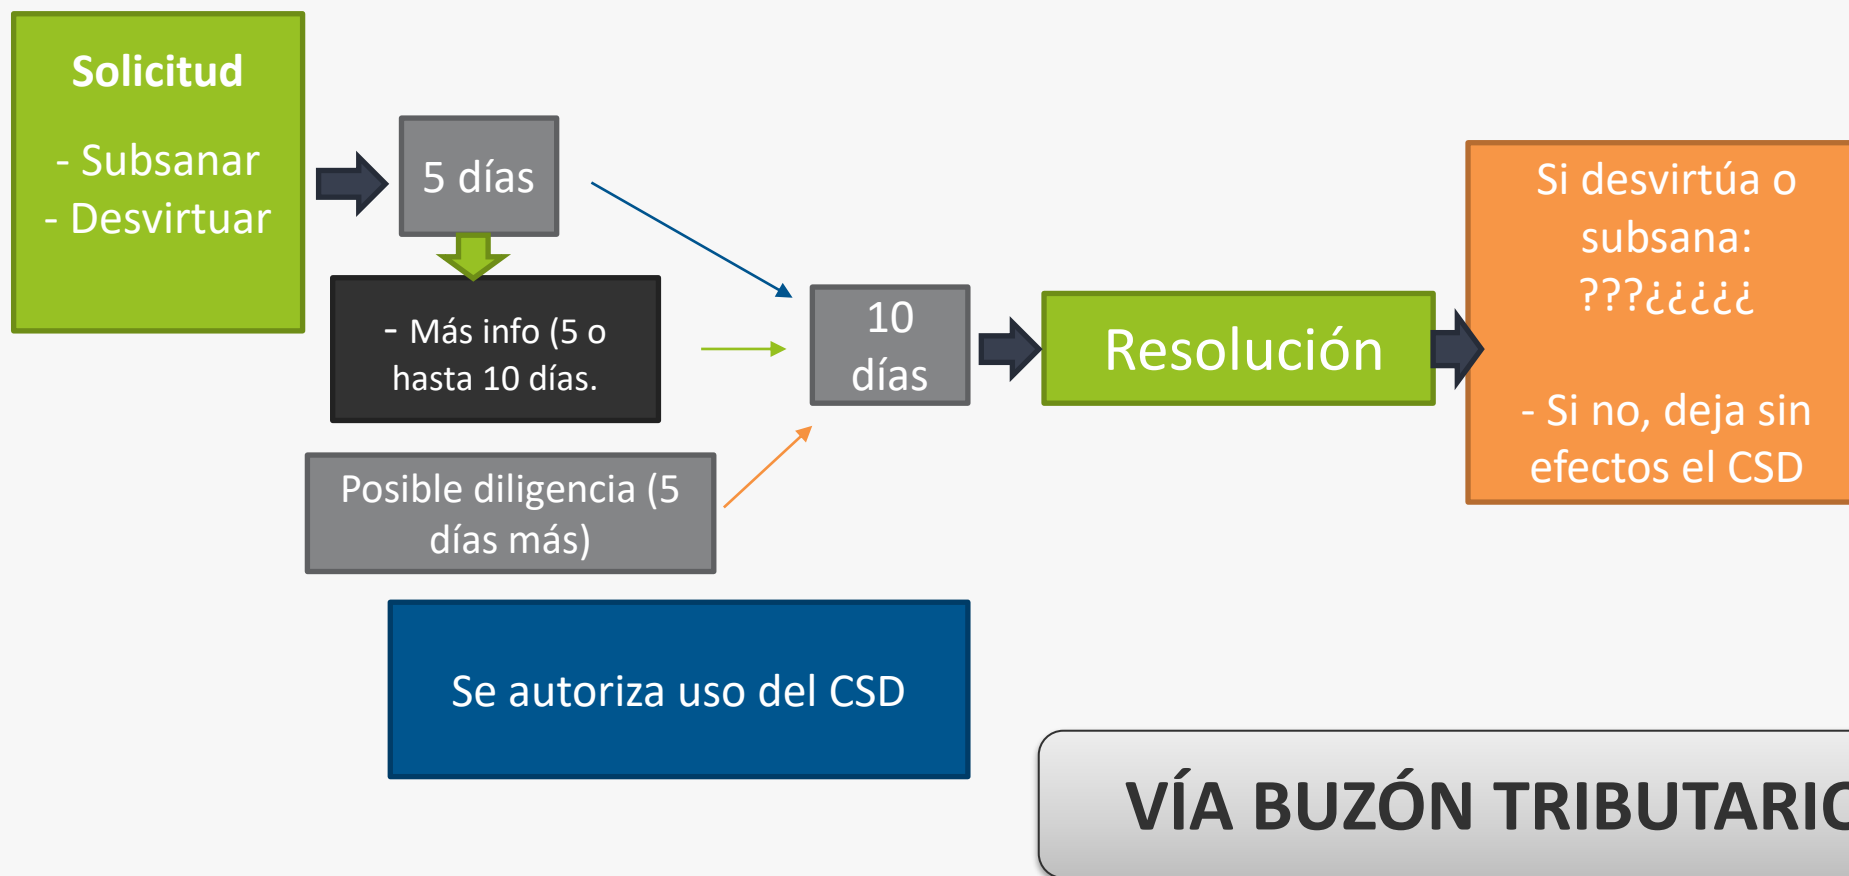 Solicitud
- Subsanar
- Desvirtuar
5 días
- Más info (5 o
hasta 10 días.
Posible diligencia (5
días más)
10
días
Resolución
Si desvirtúa o
subsana:
???¿¿¿¿¿
- Si no, deja sin
efectos el CSD
Se autoriza uso del CSD
VÍA BUZÓN TRIBUTARIO